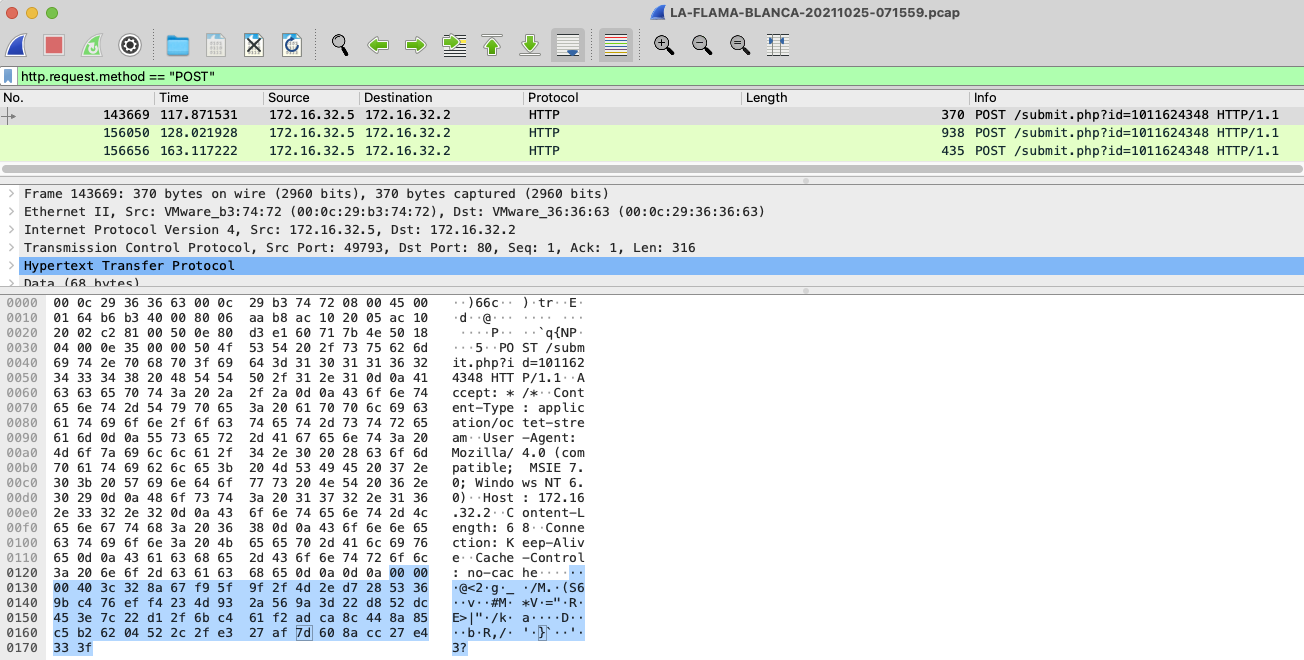 LA-FLAMA-BLANCA-20211025-071559.pcap
http.request.method == "POST"
No. Time Source Destination Protocol Length Info
143669 117.871531 172.16.32.5 172.16.32.2 HTTP 370 POST /submit.php?id=1011624348 HTTP/1.1
156050 128.021928 172.16.32.5 172.16.32.2 HTTP 938 POST /submit.php?id=1011624348 HTTP/1.1
156656 163.117222 172.16.32.5 172.16.32.2 HTTP 435 POST /submit.php?id=1011624348 HTTP/1.1
Frame 143669: 370 bytes on wire (2960 bits), 370 bytes captured (2960 bits)
Ethernet II, Src: VMware_b3:74:72 (00:0c:29:b3:74:72), Dst: VMware_36:36:63 (00:0c:29:36:36:63)
Internet Protocol Version 4, Src: 172.16.32.5, Dst: 172.16.32.2
Transmission Control Protocol, Src Port: 49793, Dst Port: 80, Seq: 1, Ack: 1, Len: 316
Hypertext Transfer Protocol
Data (68 bytes)
0000 00 0c 29 36 36 63 00 0c 29 b3 74 72 08 00 45 00 ··)66c·· )·tr··E·
0010 01 64 b6 b3 40 00 80 06 aa b8 ac 10 20 05 ac 10 ·d··@··· ···· ···
0020 20 02 c2 81 00 50 0e 80 d3 e1 60 71 7b 4e 50 18 ····P·· ··`q{NP·
0030 04 00 0e 35 00 00 50 4f 53 54 20 2f 73 75 62 6d ···5··PO ST /subm
0040 69 74 2e 70 68 70 3f 69 64 3d 31 30 31 31 36 32 it.php?i d=101162
0050 34 33 34 38 20 48 54 54 50 2f 31 2e 31 0d 0a 41 4348 HTT P/1.1··A
0060 63 63 65 70 74 3a 20 2a 2f 2a 0d 0a 43 6f 6e 74 ccept: * /*··Cont
0070 65 6e 74 2d 54 79 70 65 3a 20 61 70 70 6c 69 63 ent-Type : applic
0080 61 74 69 6f 6e 2f 6f 63 74 65 74 2d 73 74 72 65 ation/oc tet-stre
0090 61 6d 0d 0a 55 73 65 72 2d 41 67 65 6e 74 3a 20 am··User -Agent:
00a0 4d 6f 7a 69 6c 6c 61 2f 34 2e 30 20 28 63 6f 6d Mozilla/ 4.0 (com
00b0 70 61 74 69 62 6c 65 3b 20 4d 53 49 45 20 37 2e patible; MSIE 7.
00c0 30 3b 20 57 69 6e 64 6f 77 73 20 4e 54 20 36 2e 0; Windo ws NT 6.
00d0 30 29 0d 0a 48 6f 73 74 3a 20 31 37 32 2e 31 36 0)··Host : 172.16
00e0 2e 33 32 2e 32 0d 0a 43 6f 6e 74 65 6e 74 2d 4c .32.2··C ontent-L
00f0 65 6e 67 74 68 3a 20 36 38 0d 0a 43 6f 6e 6e 65 ength: 6 8··Conne
0100 63 74 69 6f 6e 3a 20 4b 65 65 70 2d 41 6c 69 76 ction: K eep-Aliv
0110 65 0d 0a 43 61 63 68 65 2d 43 6f 6e 74 72 6f 6c e··Cache -Control
0120 3a 20 6e 6f 2d 63 61 63 68 65 0d 0a 0d 0a 00 00 : no-cac he······
0130 00 40 3c 32 8a 67 f9 5f 9f 2f 4d 2e d7 28 53 36 ·@<2·g·_ ·/M.·(S6
0140 9b c4 76 ef f4 23 4d 93 2a 56 9a 3d 22 d8 52 dc ··v··#M· *V·="·R·
0150 45 3e 7c 22 d1 2f 6b c4 61 f2 ad ca 8c 44 8a 85 E>|"·/k· a····D··
0160 c5 b2 62 04 52 2c 2f e3 27 af 7d 60 8a cc 27 e4 ··b·R,/· '·}`··'·
0170 33 3f 3?